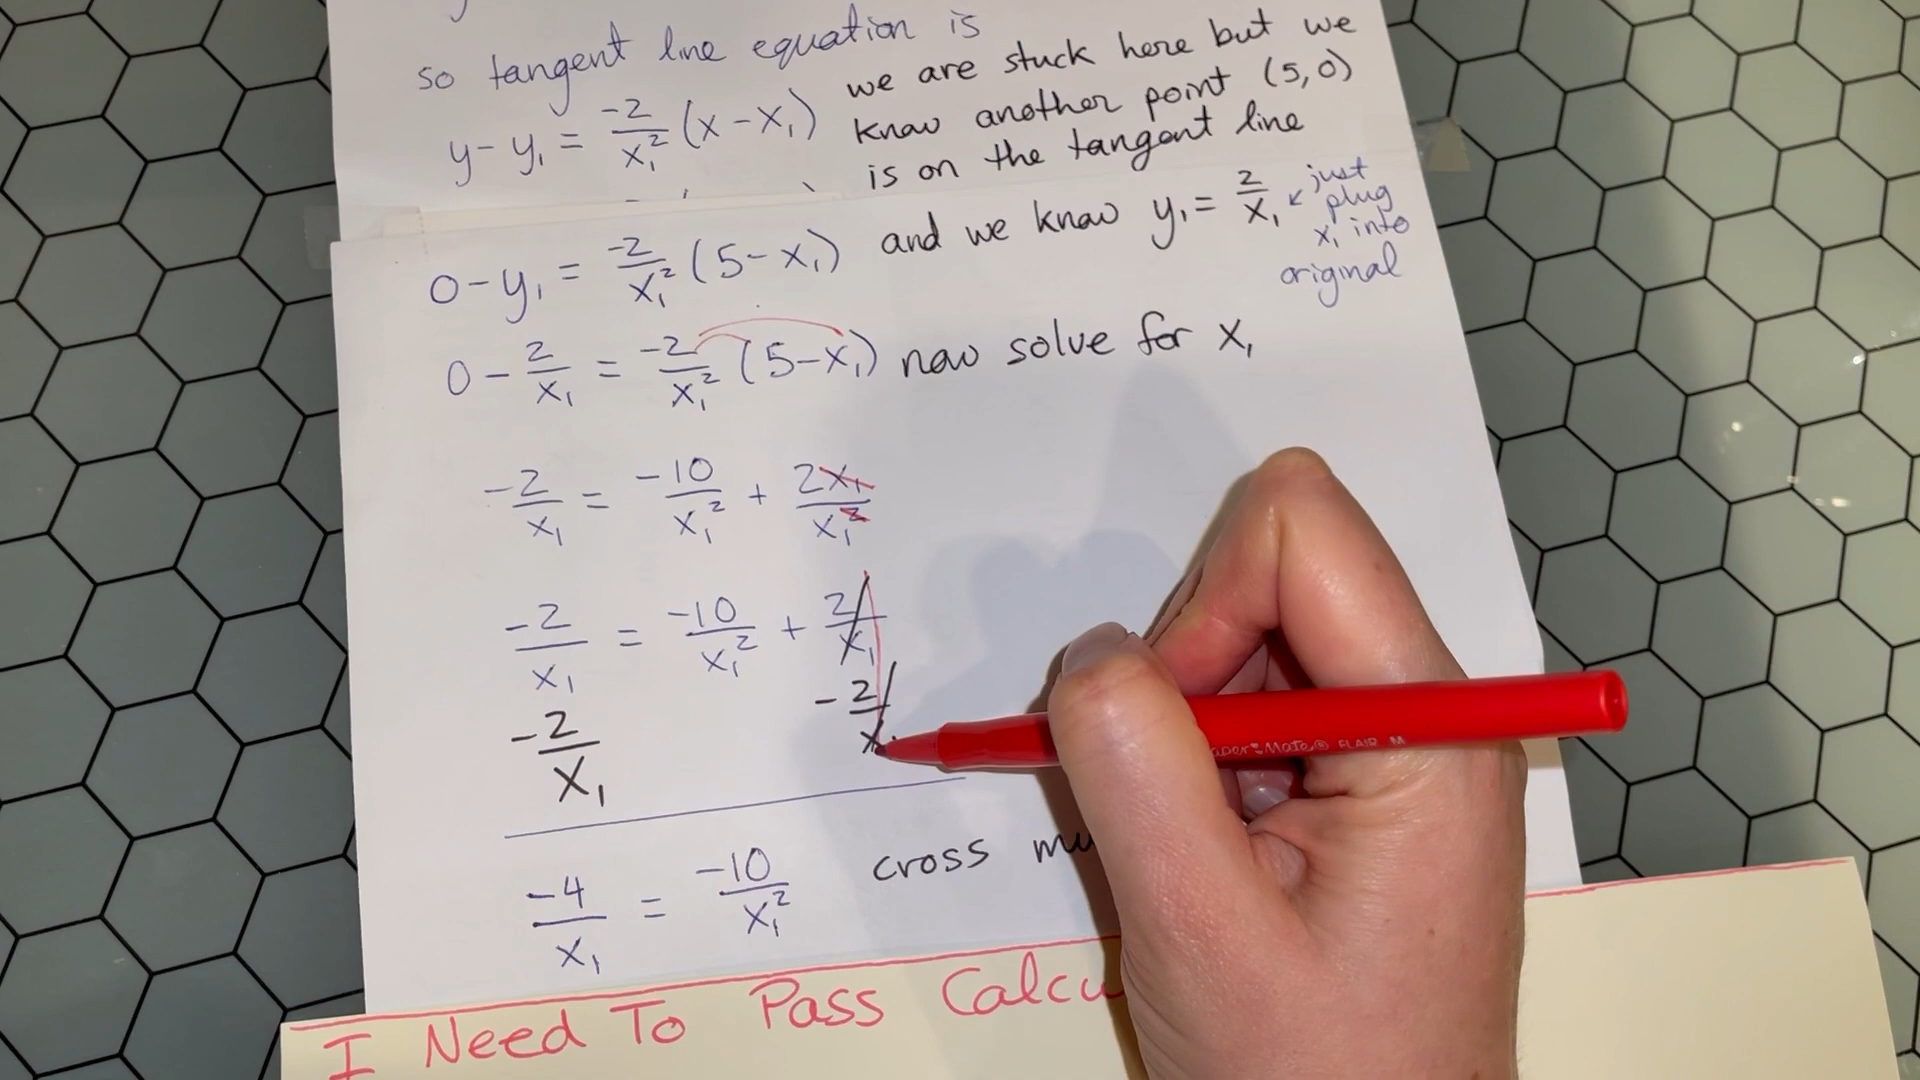 so tangent line equation is
y - y₁ = -2/x₁² (x - x₁)
we are stuck here but we
know another point (5,0)
is on the tangent line
0 - y₁ = -2/x₁² (5 - x₁)
and we know y₁ = 2/x₁
just
plug
x₁ into
original
0 - 2/x₁ = -2/x₁² (5 - x₁) now solve for x₁
-2/x₁ = -10/x₁² + 2x₁/x₁²
-2/x₁ = -10/x₁² + 2/x₁
-2/x₁ - 2/x
-4/x₁ = -10/x₁² cross
I Need To Pass
Paper Mate® FLAIR M